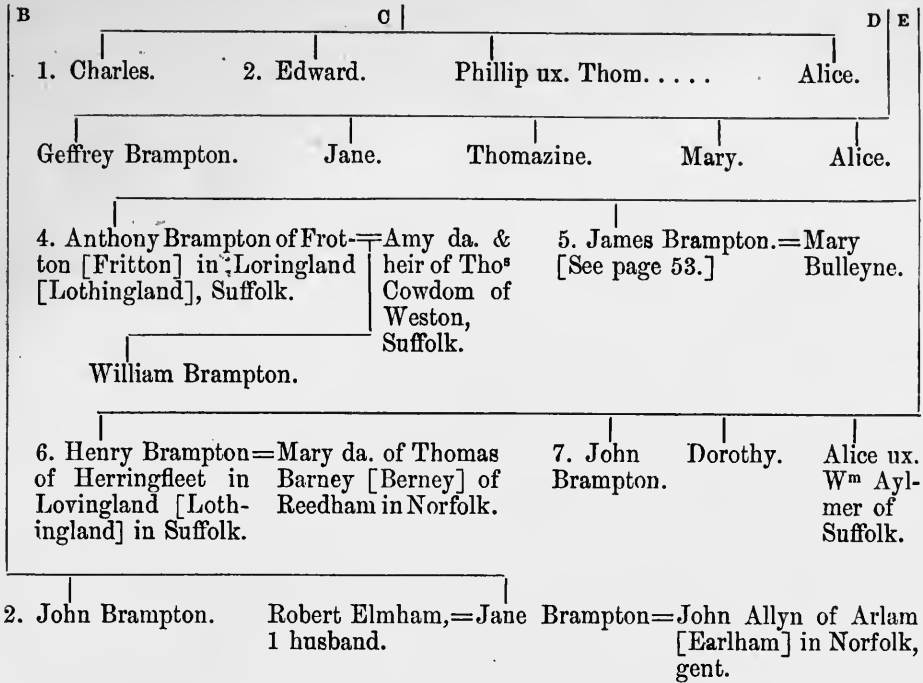 B C D E
1. Charles. 2. Edward. Phillip ux. Thom. . . . . Alice.
Geffrey Brampton. Jane. Thomazine. Mary. Alice.
4. Anthony Brampton of Frot-
ton [Fritton] in Loringland
[Lothingland], Suffolk.
=Amy da. &
heir of Thoˢ
Cowdom of
Weston,
Suffolk.
5. James Brampton.=Mary
[See page 53.] Bulleyne.
William Brampton.
6. Henry Brampton=
of Herringfleet in
Lovingland [Loth-
ingland] in Suffolk.
Mary da. of Thomas
Barney [Berney] of
Reedham in Norfolk.
7. John
Brampton.
Dorothy.
Alice ux.
Wᵐ Ayl-
mer of
Suffolk.
2. John Brampton.
Robert Elmham,=
1 husband.
Jane Brampton=
John Allyn of Arlam
[Earlham] in Norfolk,
gent.